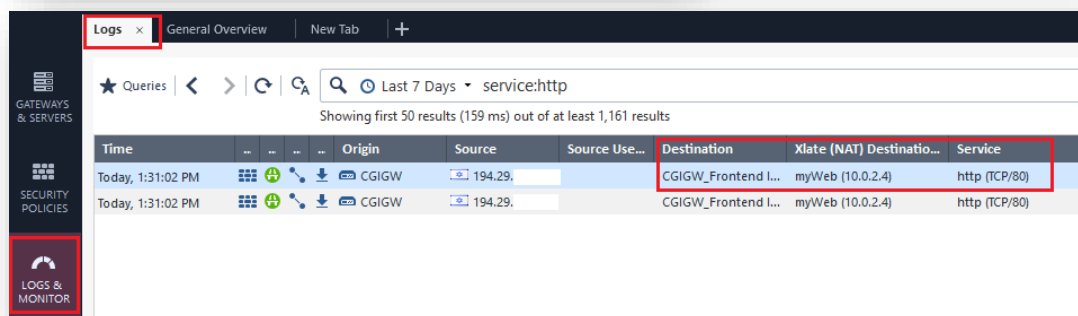 Logs × General Overview New Tab +
GATEWAYS
& SERVERS
Queries Last 7 Days service:http
Showing first 50 results (159 ms) out of at least 1,161 results
Time ... ... ... ... Origin Source Source Use... Destination Xlate (NAT) Destinatio... Service
SECURITY
POLICIES
Today, 1:31:02 PM CGIGW 194.29. CGIGW_Frontend I... myWeb (10.0.2.4) http (TCP/80)
Today, 1:31:02 PM CGIGW 194.29. CGIGW_Frontend I... myWeb (10.0.2.4) http (TCP/80)
LOGS &
MONITOR